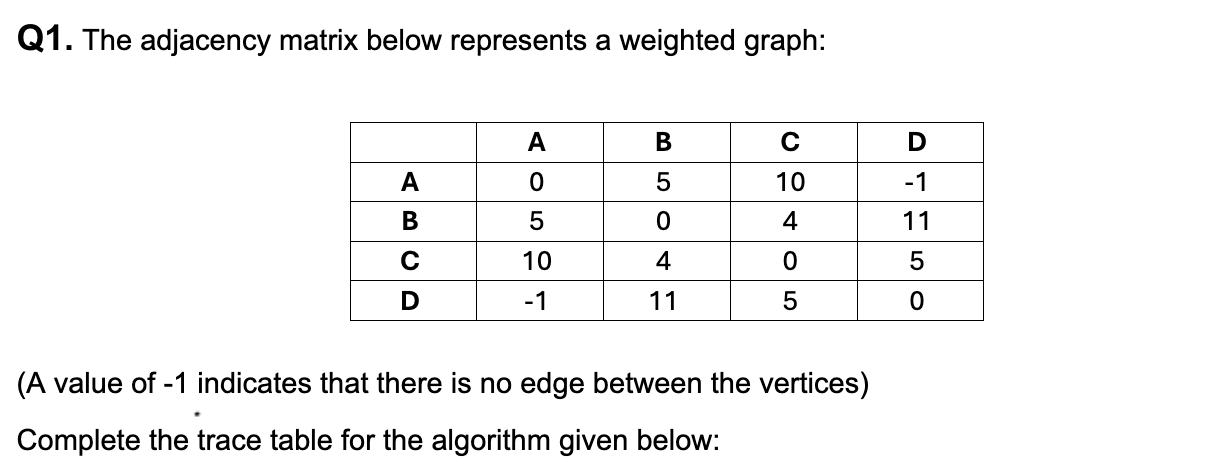 Q1. The adjacency matrix below represents a weighted graph:
A B C D
A 0 5 10 -1
B 5 0 4 11
C 10 4 0 5
D -1 11 5 0
(A value of -1 indicates that there is no edge between the vertices)
Complete the trace table for the algorithm given below: